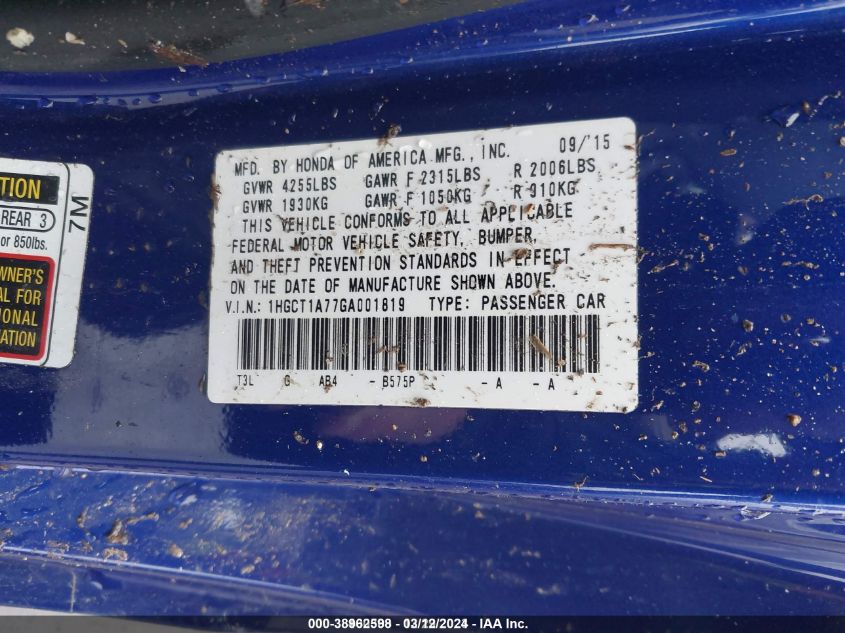 TION
REAR 3
or 850lbs.
7M
WNER'S
AL FOR
IONAL
ATION
MFD. BY HONDA OF AMERICA MFG., INC. 09/'15
GVWR 4255LBS GAWR F 2315LBS R 2006LBS
GVWR 1930KG GAWR F 1050KG R 910KG
THIS VEHICLE CONFORMS TO ALL APPLICABLE
FEDERAL MOTOR VEHICLE SAFETY, BUMPER,
AND THEFT PREVENTION STANDARDS IN EFFECT
ON THE DATE OF MANUFACTURE SHOWN ABOVE.
V.I.N.: 1HGCT1A77GA001819 TYPE: PASSENGER CAR
T3L G AB4 - B575P - A - A
000-38962598 - 03/12/2024 - IAA Inc.